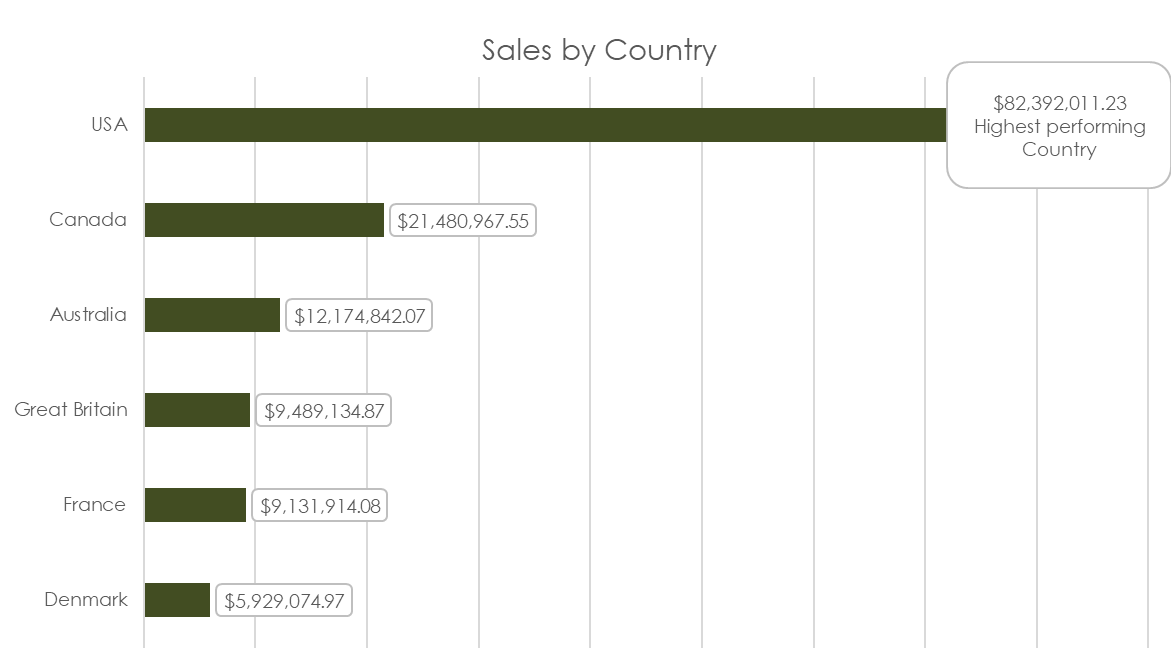 Sales by Country
USA
$82,392,011.23
Highest performing
Country
Canada
$21,480,967.55
Australia
$12,174,842.07
Great Britain
$9,489,134.87
France
$9,131,914.08
Denmark
$5,929,074.97